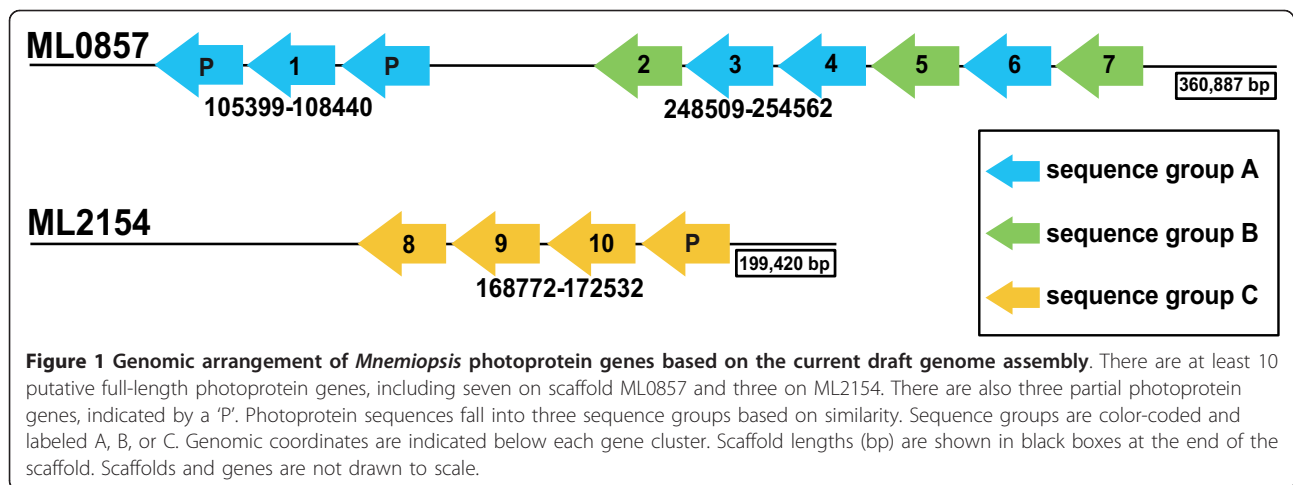 ML0857
P 1 P 2 3 4 5 6 7
105399-108440 248509-254562 360,887 bp
sequence group A
sequence group B
sequence group C
ML2154
8 9 10 P
199,420 bp
168772-172532
Figure 1 Genomic arrangement of Mnemiopsis photoprotein genes based on the current draft genome assembly. There are at least 10
putative full-length photoprotein genes, including seven on scaffold ML0857 and three on ML2154. There are also three partial photoprotein
genes, indicated by a ‘P’. Photoprotein sequences fall into three sequence groups based on similarity. Sequence groups are color-coded and
labeled A, B, or C. Genomic coordinates are indicated below each gene cluster. Scaffold lengths (bp) are shown in black boxes at the end of the
scaffold. Scaffolds and genes are not drawn to scale.